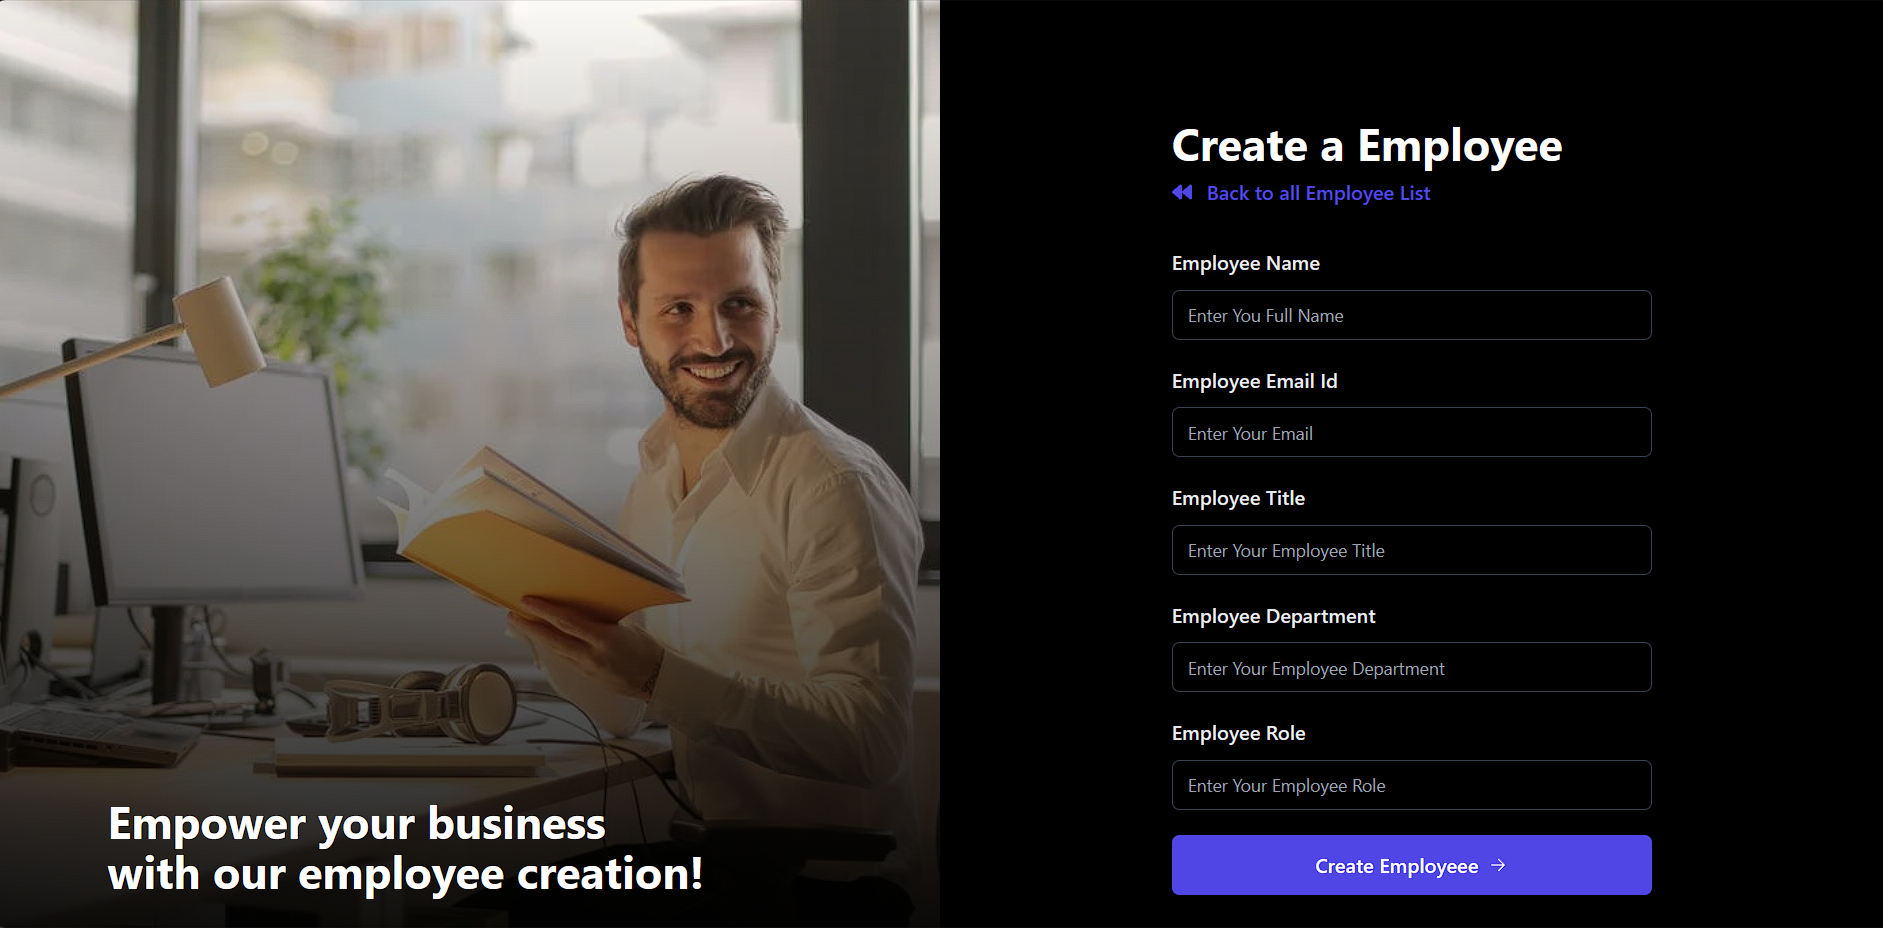 Empower your business
with our employee creation!
Create a Employee
Back to all Employee List
Employee Name
Enter You Full Name
Employee Email Id
Enter Your Email
Employee Title
Enter Your Employee Title
Employee Department
Enter Your Employee Department
Employee Role
Enter Your Employee Role
Create Employeee